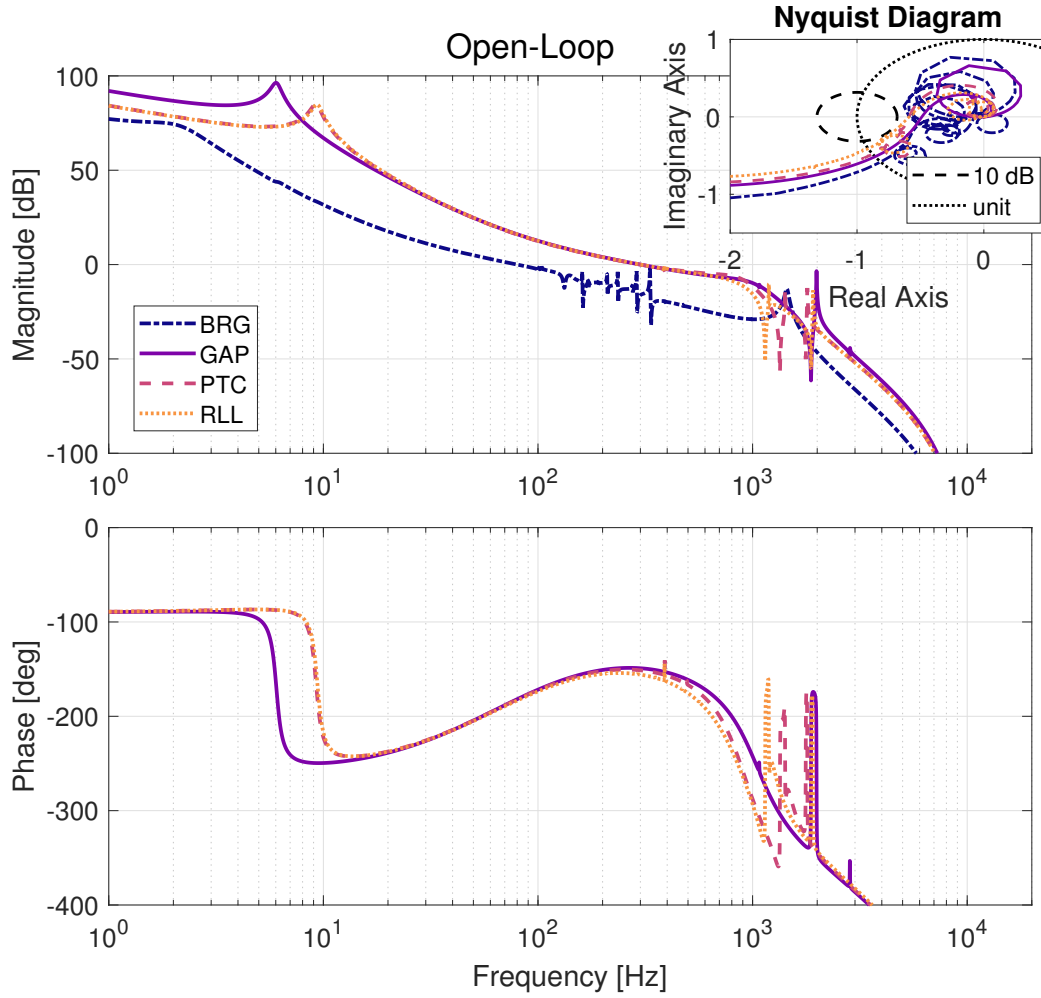 Nyquist Diagram
Open-Loop
Imaginary Axis
1
0
-1
-2
-1
0
10 dB
unit
Real Axis
Magnitude [dB]
100
50
0
-50
-100
BRG
GAP
PTC
RLL
10^0
10^1
10^2
10^3
10^4
Phase [deg]
0
-100
-200
-300
-400
10^0
10^1
10^2
10^3
10^4
Frequency [Hz]